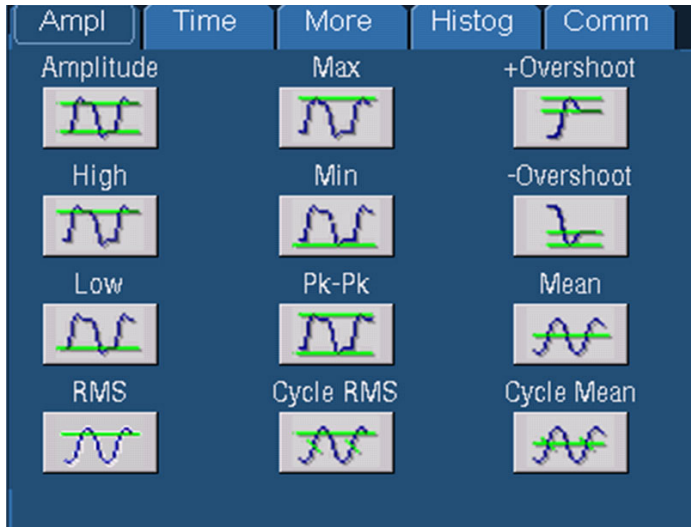 Ampl Time More Histog Comm
Amplitude Max +Overshoot
High Min -Overshoot
Low Pk-Pk Mean
RMS Cycle RMS Cycle Mean